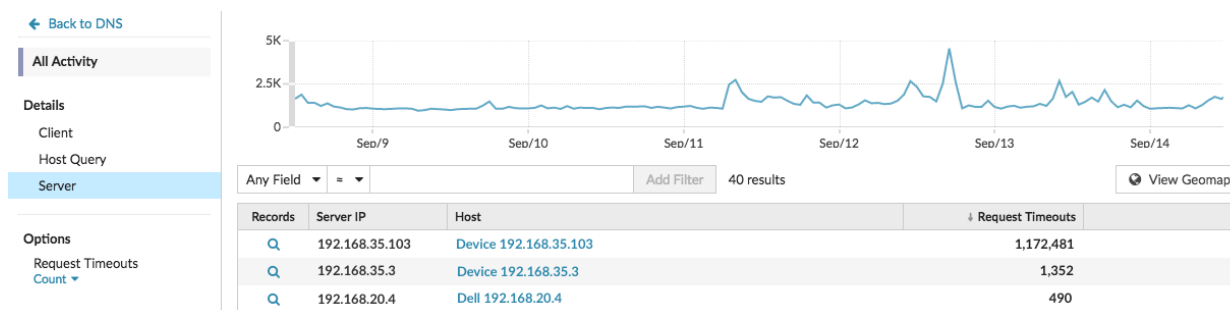 Back to DNS
All Activity
Details
Client
Host Query
Server
Options
Request Timeouts
Count
5K
2.5K
0
Sep/9
Sep/10
Sep/11
Sep/12
Sep/13
Sep/14
Any Field
≈
Add Filter
40 results
View Geomap
Records Server IP Host ↓ Request Timeouts
192.168.35.103 Device 192.168.35.103 1,172,481
192.168.35.3 Device 192.168.35.3 1,352
192.168.20.4 Dell 192.168.20.4 490